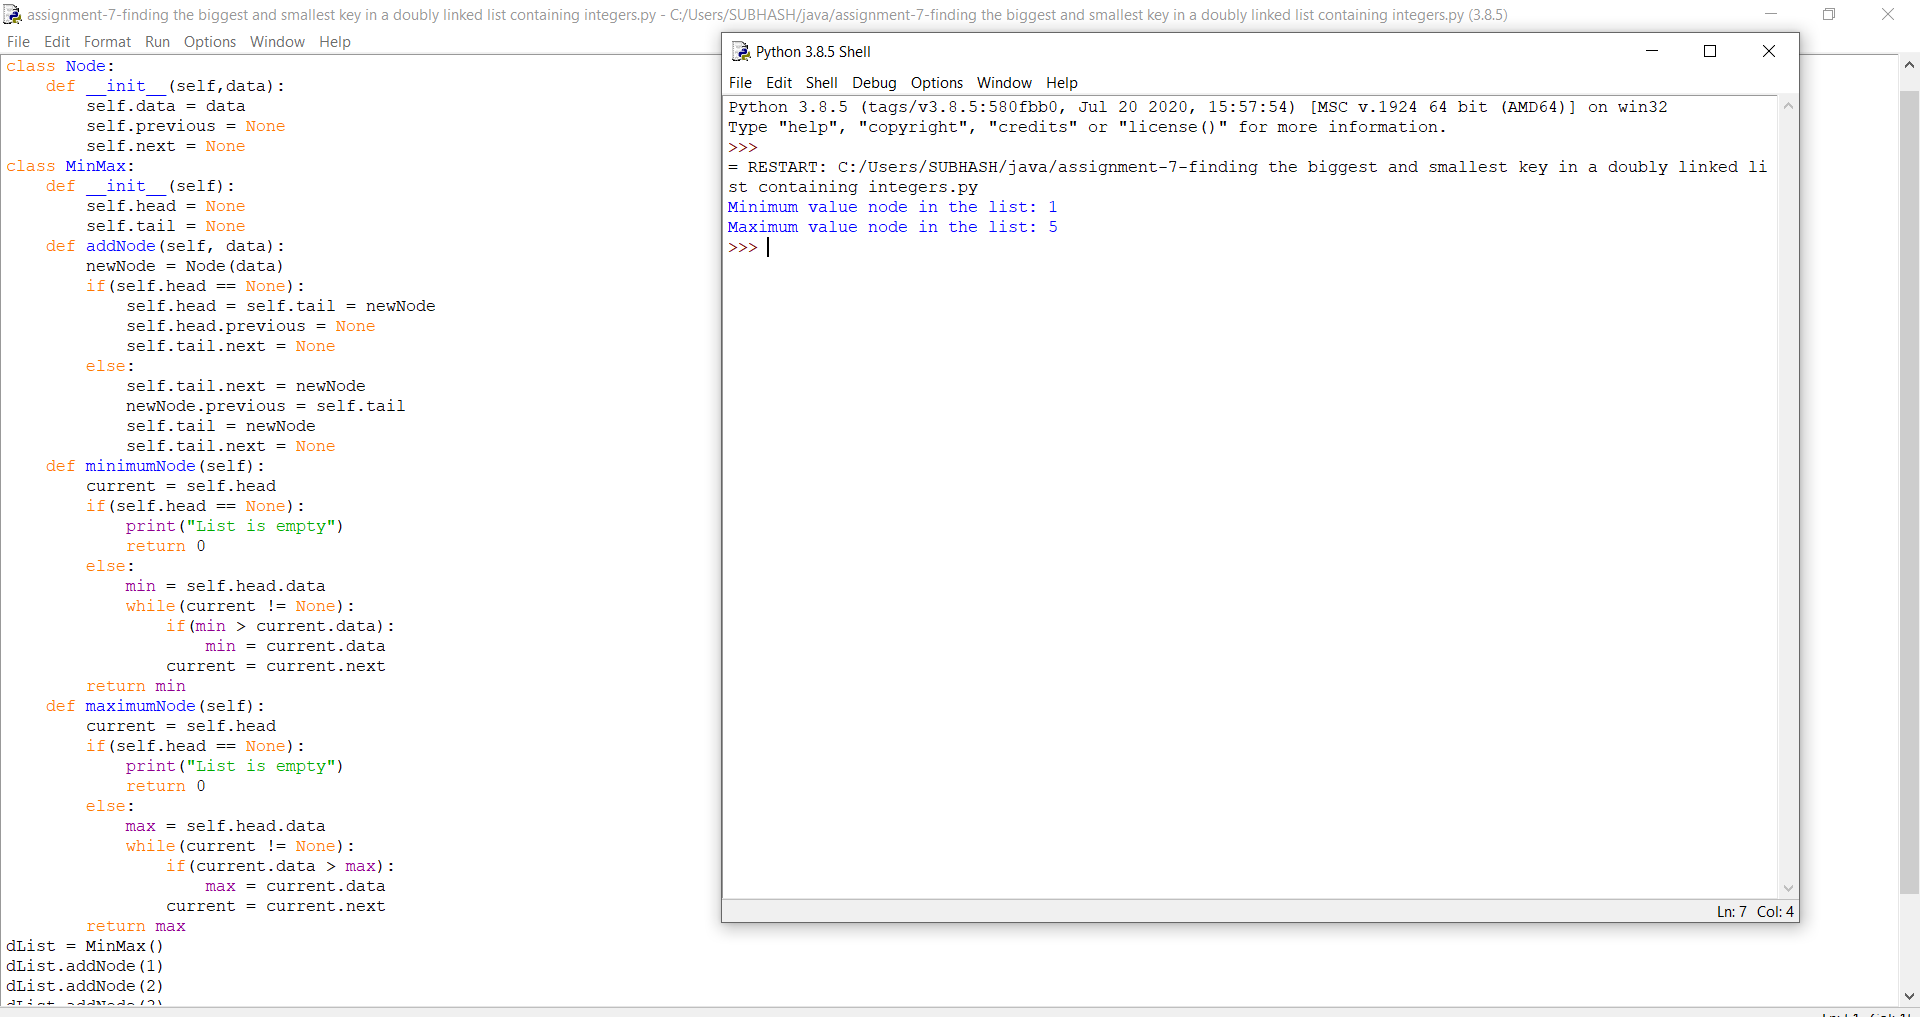 assignment-7-finding the biggest and smallest key in a doubly linked list containing integers.py - C:/Users/SUBHASH/java/assignment-7-finding the biggest and smallest key in a doubly linked list containing integers.py (3.8.5)
File Edit Format Run Options Window Help
class Node:
    def __init__(self,data):
        self.data = data
        self.previous = None
        self.next = None
class MinMax:
    def __init__(self):
        self.head = None
        self.tail = None
    def addNode(self, data):
        newNode = Node(data)
        if(self.head == None):
            self.head = self.tail = newNode
            self.head.previous = None
            self.tail.next = None
        else:
            self.tail.next = newNode
            newNode.previous = self.tail
            self.tail = newNode
            self.tail.next = None
    def minimumNode(self):
        current = self.head
        if(self.head == None):
            print("List is empty")
            return 0
        else:
            min = self.head.data
            while(current != None):
                if(min > current.data):
                    min = current.data
                current = current.next
        return min
    def maximumNode(self):
        current = self.head
        if(self.head == None):
            print("List is empty")
            return 0
        else:
            max = self.head.data
            while(current != None):
                if(current.data > max):
                    max = current.data
                current = current.next
        return max
dList = MinMax()
dList.addNode(1)
dList.addNode(2)
Python 3.8.5 Shell
File Edit Shell Debug Options Window Help
Python 3.8.5 (tags/v3.8.5:580fbb0, Jul 20 2020, 15:57:54) [MSC v.1924 64 bit (AMD64)] on win32
Type "help", "copyright", "credits" or "license()" for more information.
>>>
= RESTART: C:/Users/SUBHASH/java/assignment-7-finding the biggest and smallest key in a doubly linked li
st containing integers.py
Minimum value node in the list: 1
Maximum value node in the list: 5
>>>
Ln: 7 Col: 4